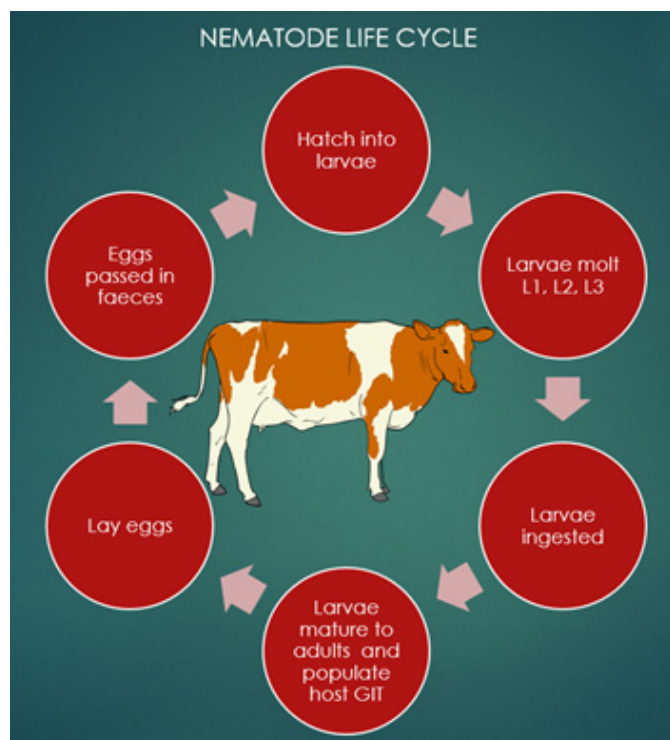 NEMATODE LIFE CYCLE
Hatch into
larvae
Larvae molt
L1, L2, L3
Larvae
ingested
Larvae
mature to
adults and
populate
host GIT
Lay eggs
Eggs
passed in
faeces